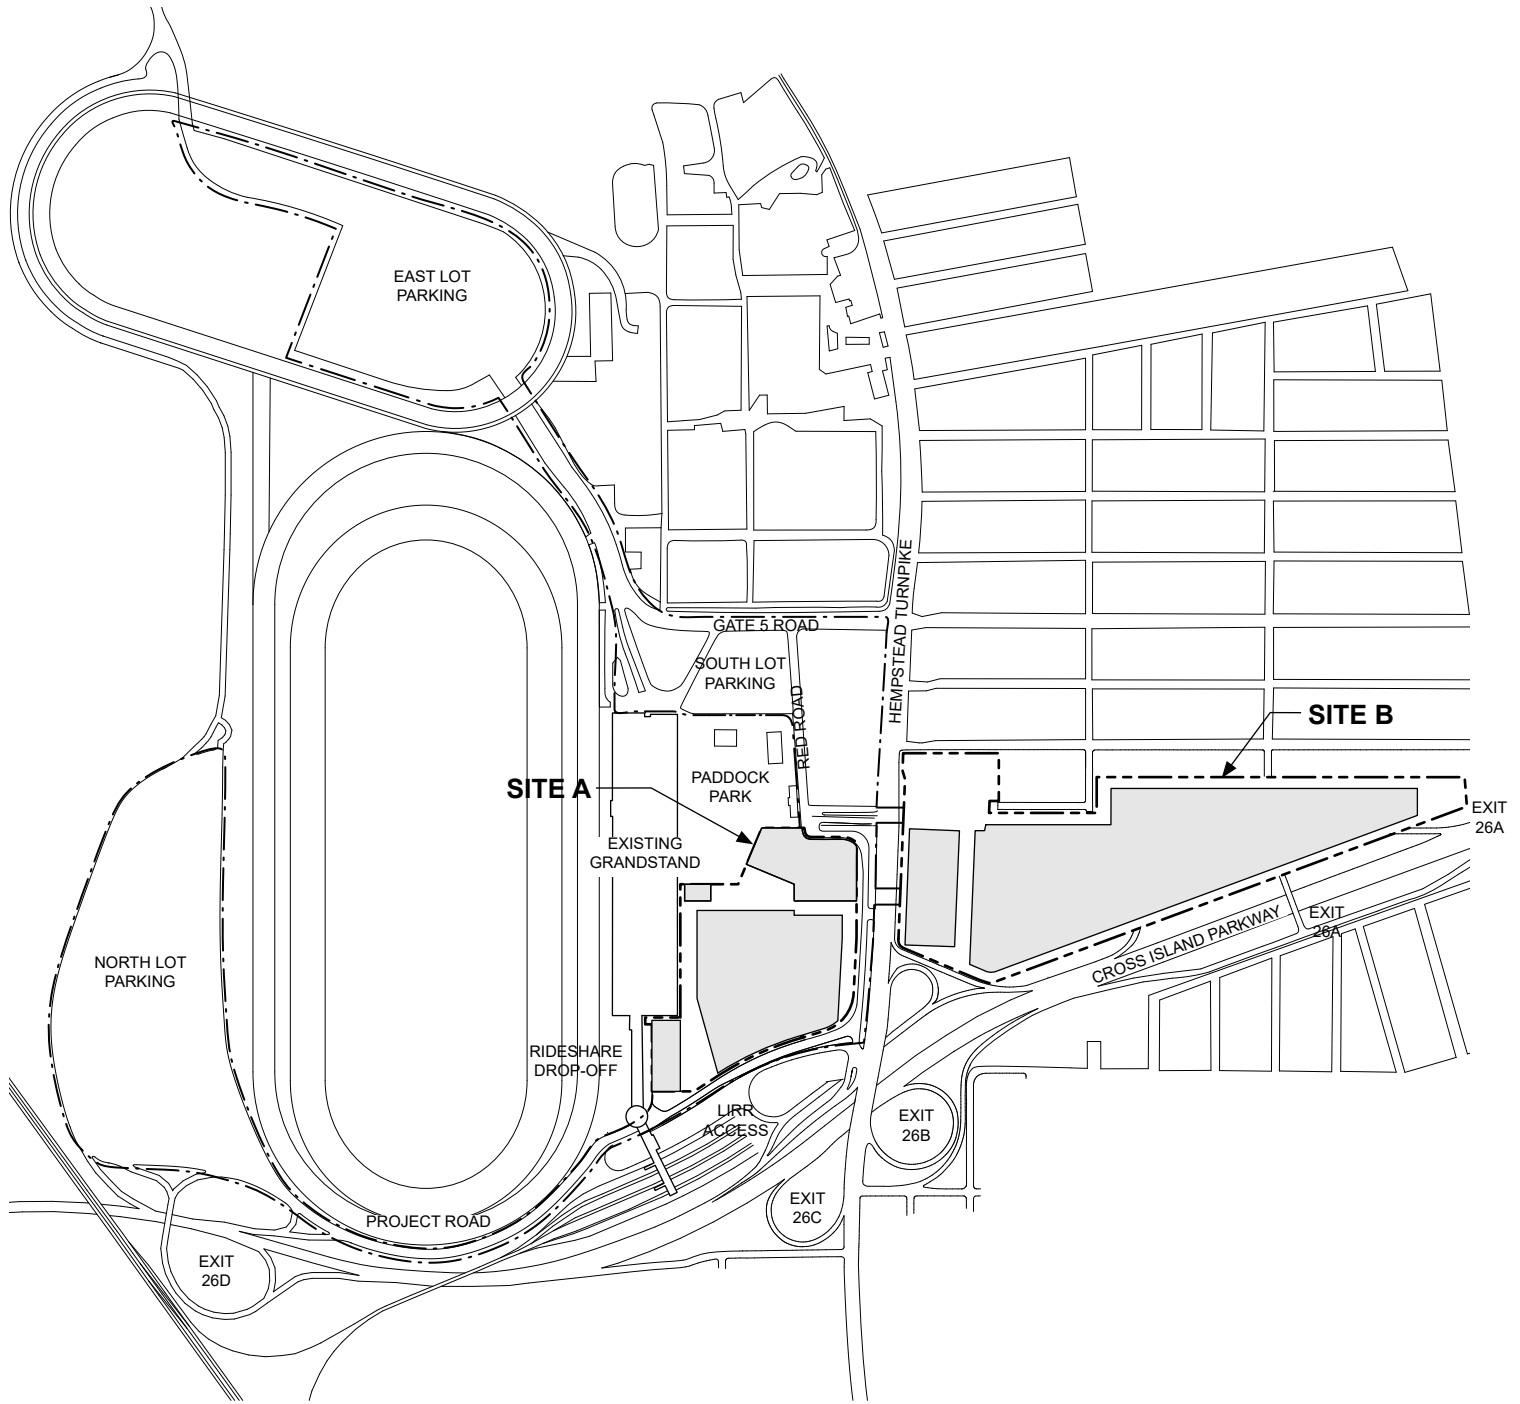 EAST LOT
PARKING
HEMPSTEAD TURNPIKE
GATE 5 ROAD
SOUTH LOT
PARKING
RED ROAD
SITE B
PADDOCK
PARK
SITE A
EXIT
26A
EXISTING
GRANDSTAND
EXIT
26A
CROSS ISLAND PARKWAY
NORTH LOT
PARKING
RIDESHARE
DROP-OFF
LIRR
ACCESS
EXIT
26B
EXIT
26C
PROJECT ROAD
EXIT
26D